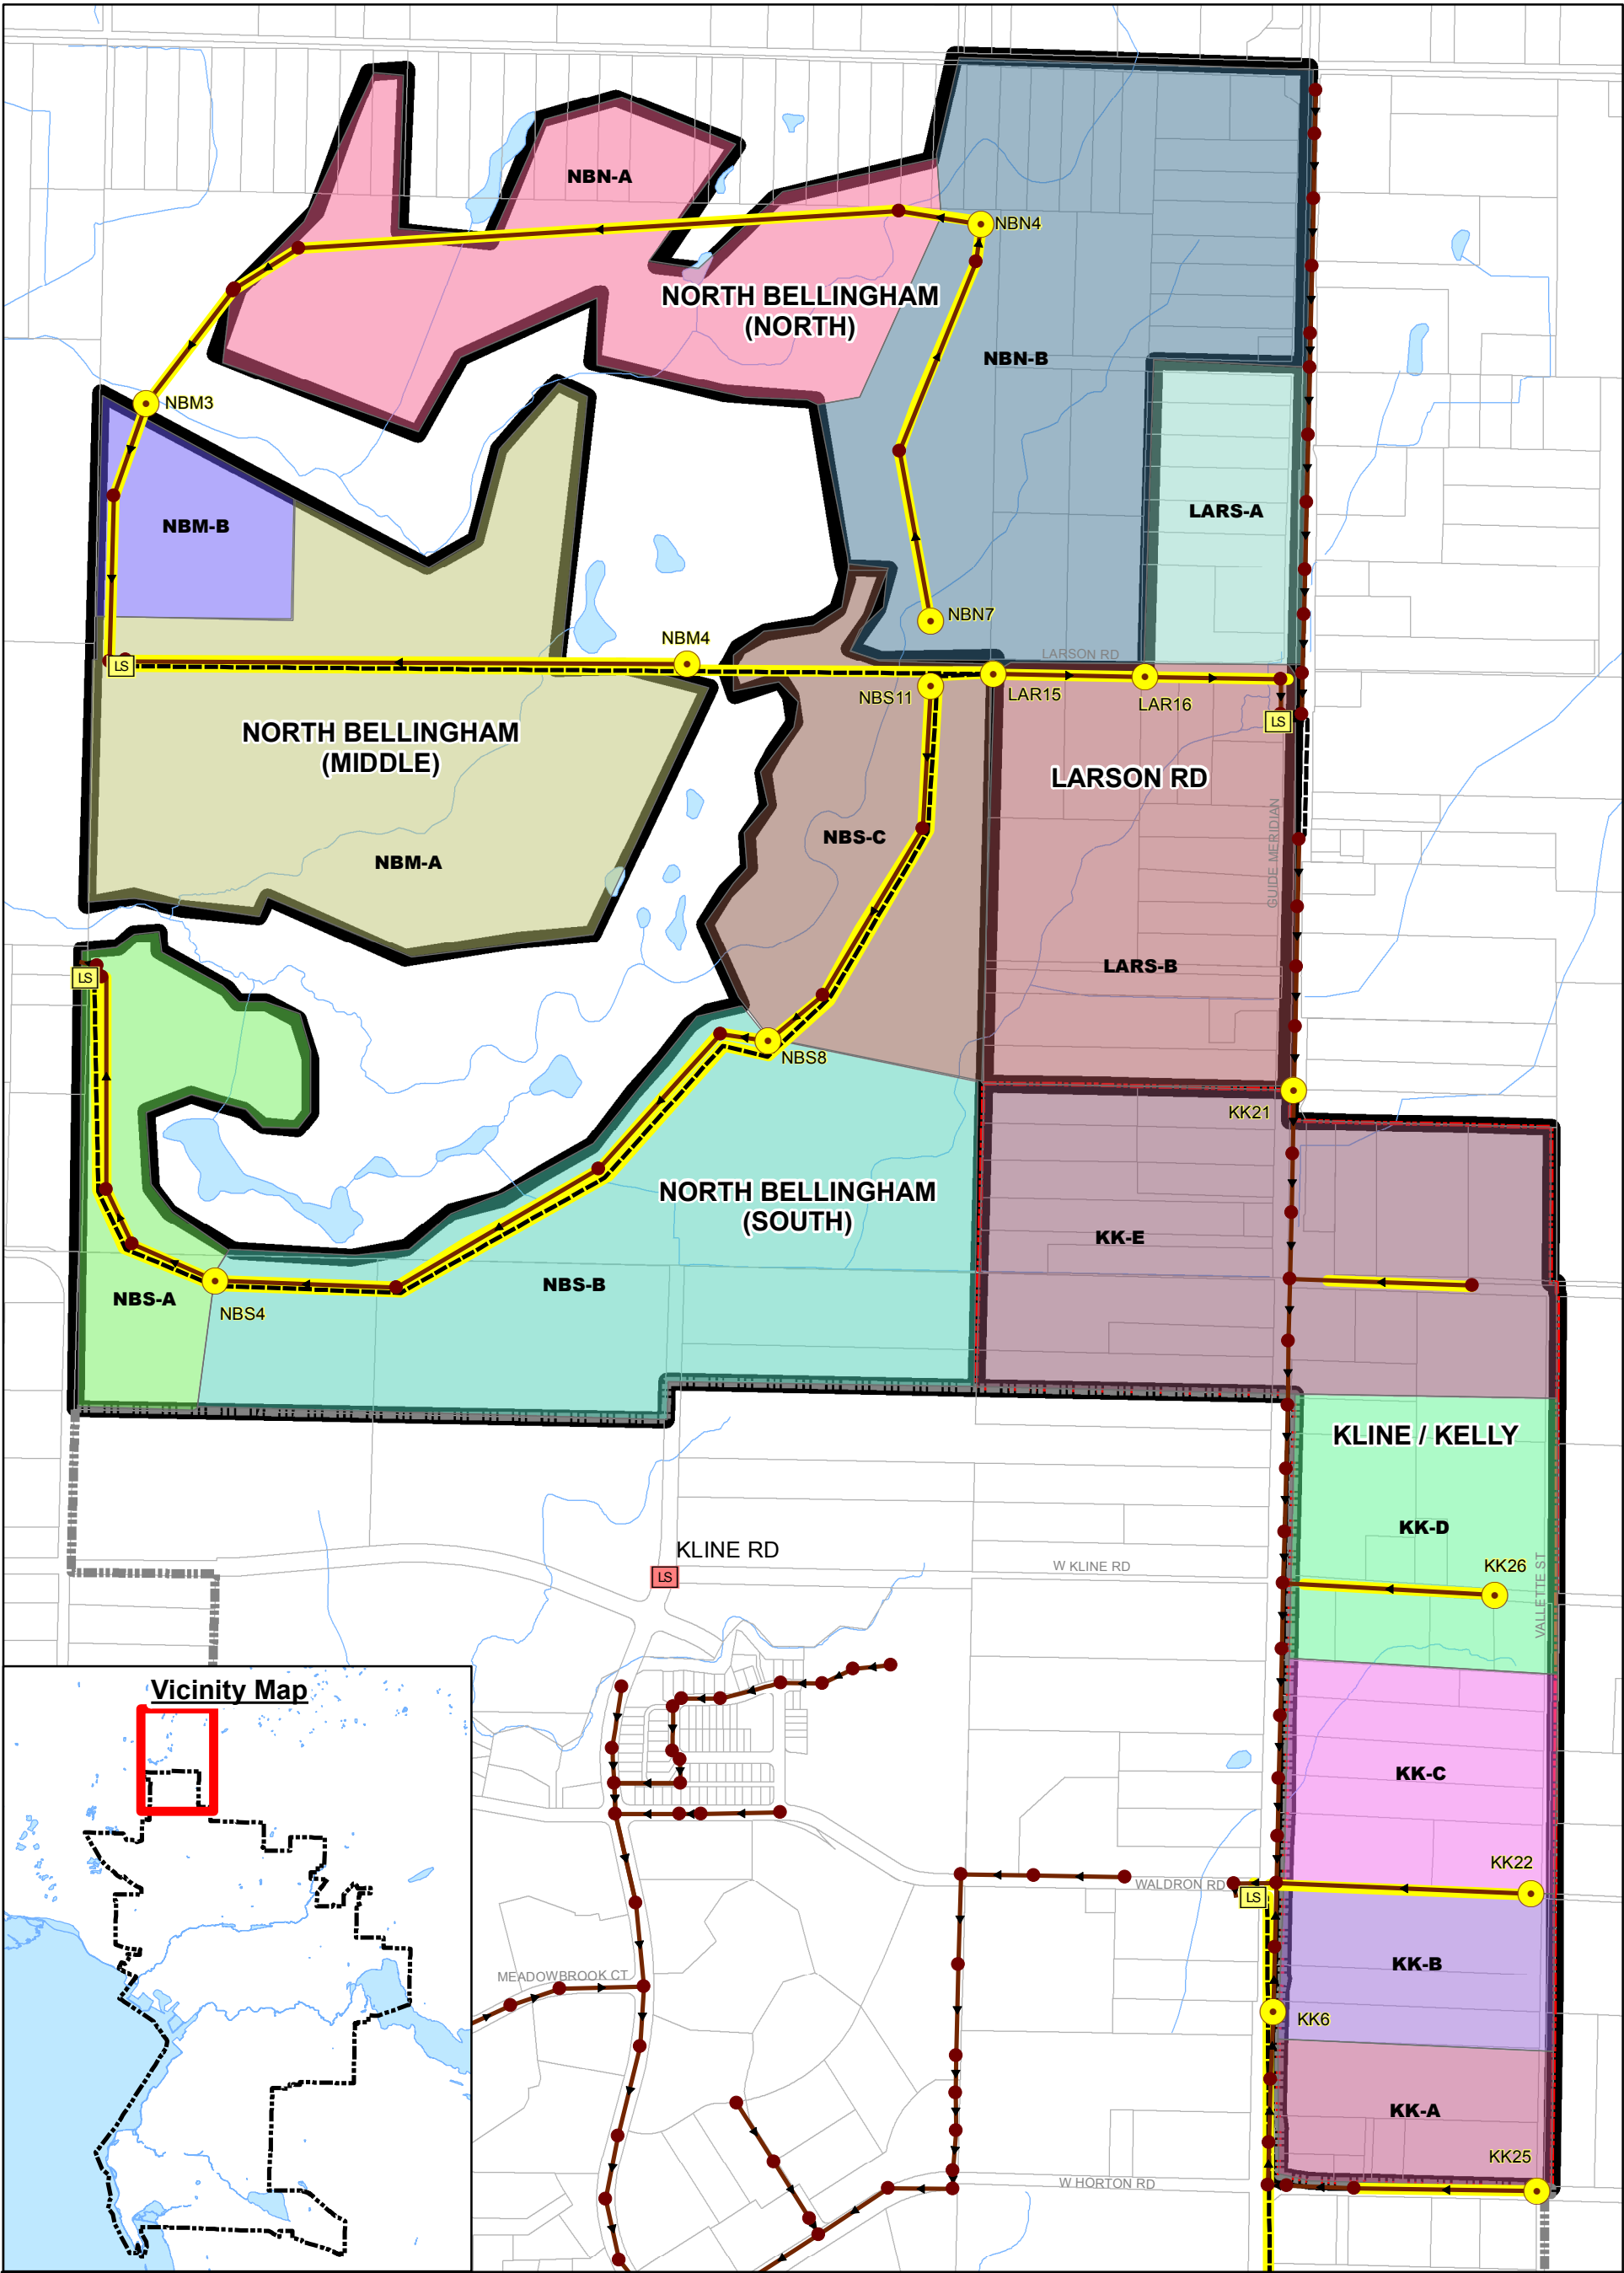 NBN-A
NBN4
NORTH BELLINGHAM
(NORTH)
NBN-B
NBM3
LARS-A
NBM-B
NBN7
NBM4
LARSON RD
LS
NBS11
LAR15
LAR16
LS
NORTH BELLINGHAM
(MIDDLE)
LARSON RD
GUIDE MERIDIAN
NBS-C
NBM-A
LARS-B
LS
NBS8
KK21
NORTH BELLINGHAM
(SOUTH)
KK-E
NBS-B
NBS-A
NBS4
KLINE / KELLY
KK-D
KLINE RD
W KLINE RD
KK26
LS
VALLETTE ST
Vicinity Map
KK-C
KK22
WALDRON RD
LS
KK-B
MEADOWBROOK CT
KK6
KK-A
KK25
W HORTON RD